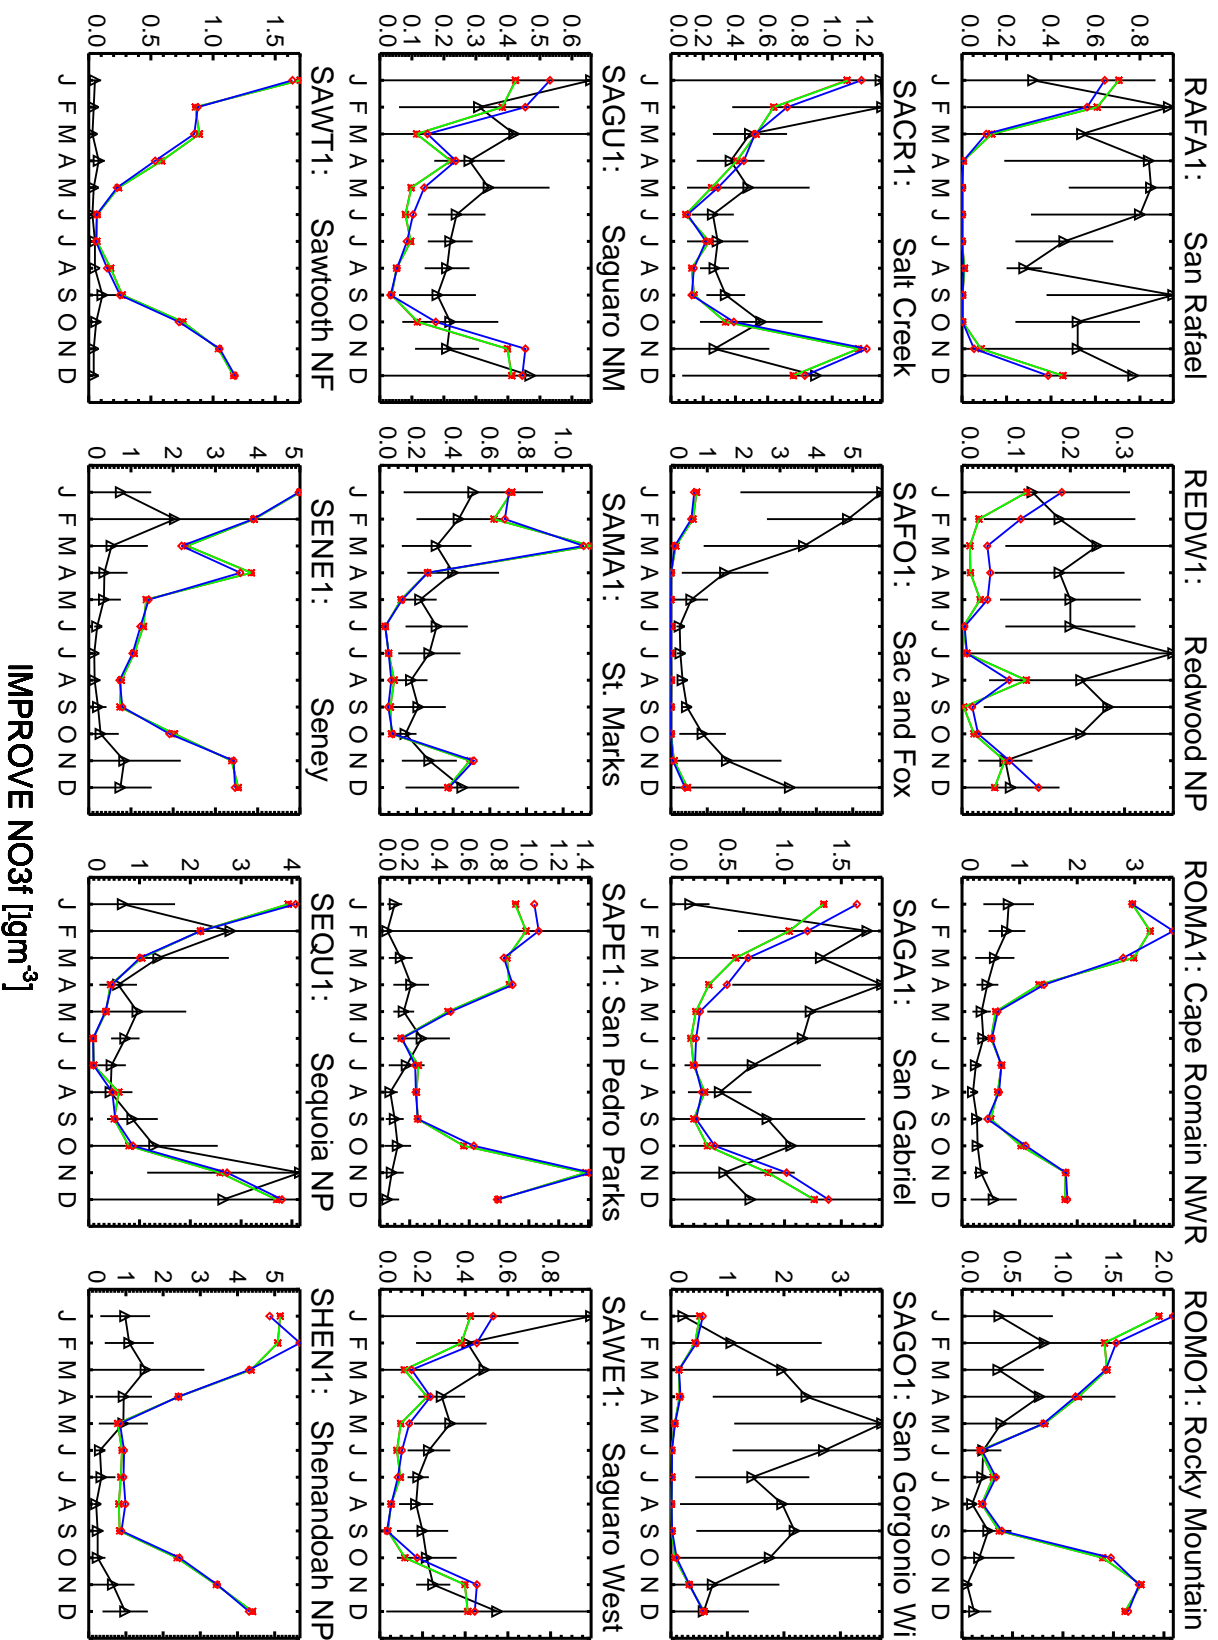 RAFA1: San Rafael
0.8
0.6
0.4
0.2
0.0
J F M A M J J A S O N D
REDW1: Redwood NP
0.3
0.2
0.1
0.0
J F M A M J J A S O N D
ROMA1: Cape Romain NWR
3
2
1
0
J F M A M J J A S O N D
ROMO1: Rocky Mountain
2.0
1.5
1.0
0.5
0.0
J F M A M J J A S O N D
SACR1: Salt Creek
1.2
1.0
0.8
0.6
0.4
0.2
0.0
J F M A M J J A S O N D
SAFO1: Sac and Fox
5
4
3
2
1
0
J F M A M J J A S O N D
SAGA1: San Gabriel
1.5
1.0
0.5
0.0
J F M A M J J A S O N D
SAGO1: San Gorgonio Wi
3
2
1
0
J F M A M J J A S O N D
SAGU1: Saguaro NM
0.6
0.5
0.4
0.3
0.2
0.1
0.0
J F M A M J J A S O N D
SAMA1: St. Marks
1.0
0.8
0.6
0.4
0.2
0.0
J F M A M J J A S O N D
SAPE1: San Pedro Parks
1.4
1.2
1.0
0.8
0.6
0.4
0.2
0.0
J F M A M J J A S O N D
SAWE1: Saguaro West
0.8
0.6
0.4
0.2
0.0
J F M A M J J A S O N D
SAWT1: Sawtooth NF
1.5
1.0
0.5
0.0
J F M A M J J A S O N D
SENE1: Seney
5
4
3
2
1
0
J F M A M J J A S O N D
SEQU1: Sequoia NP
4
3
2
1
0
J F M A M J J A S O N D
SHEN1: Shenandoah NP
5
4
3
2
1
0
J F M A M J J A S O N D
IMPROVE NO3f [1gm-3]